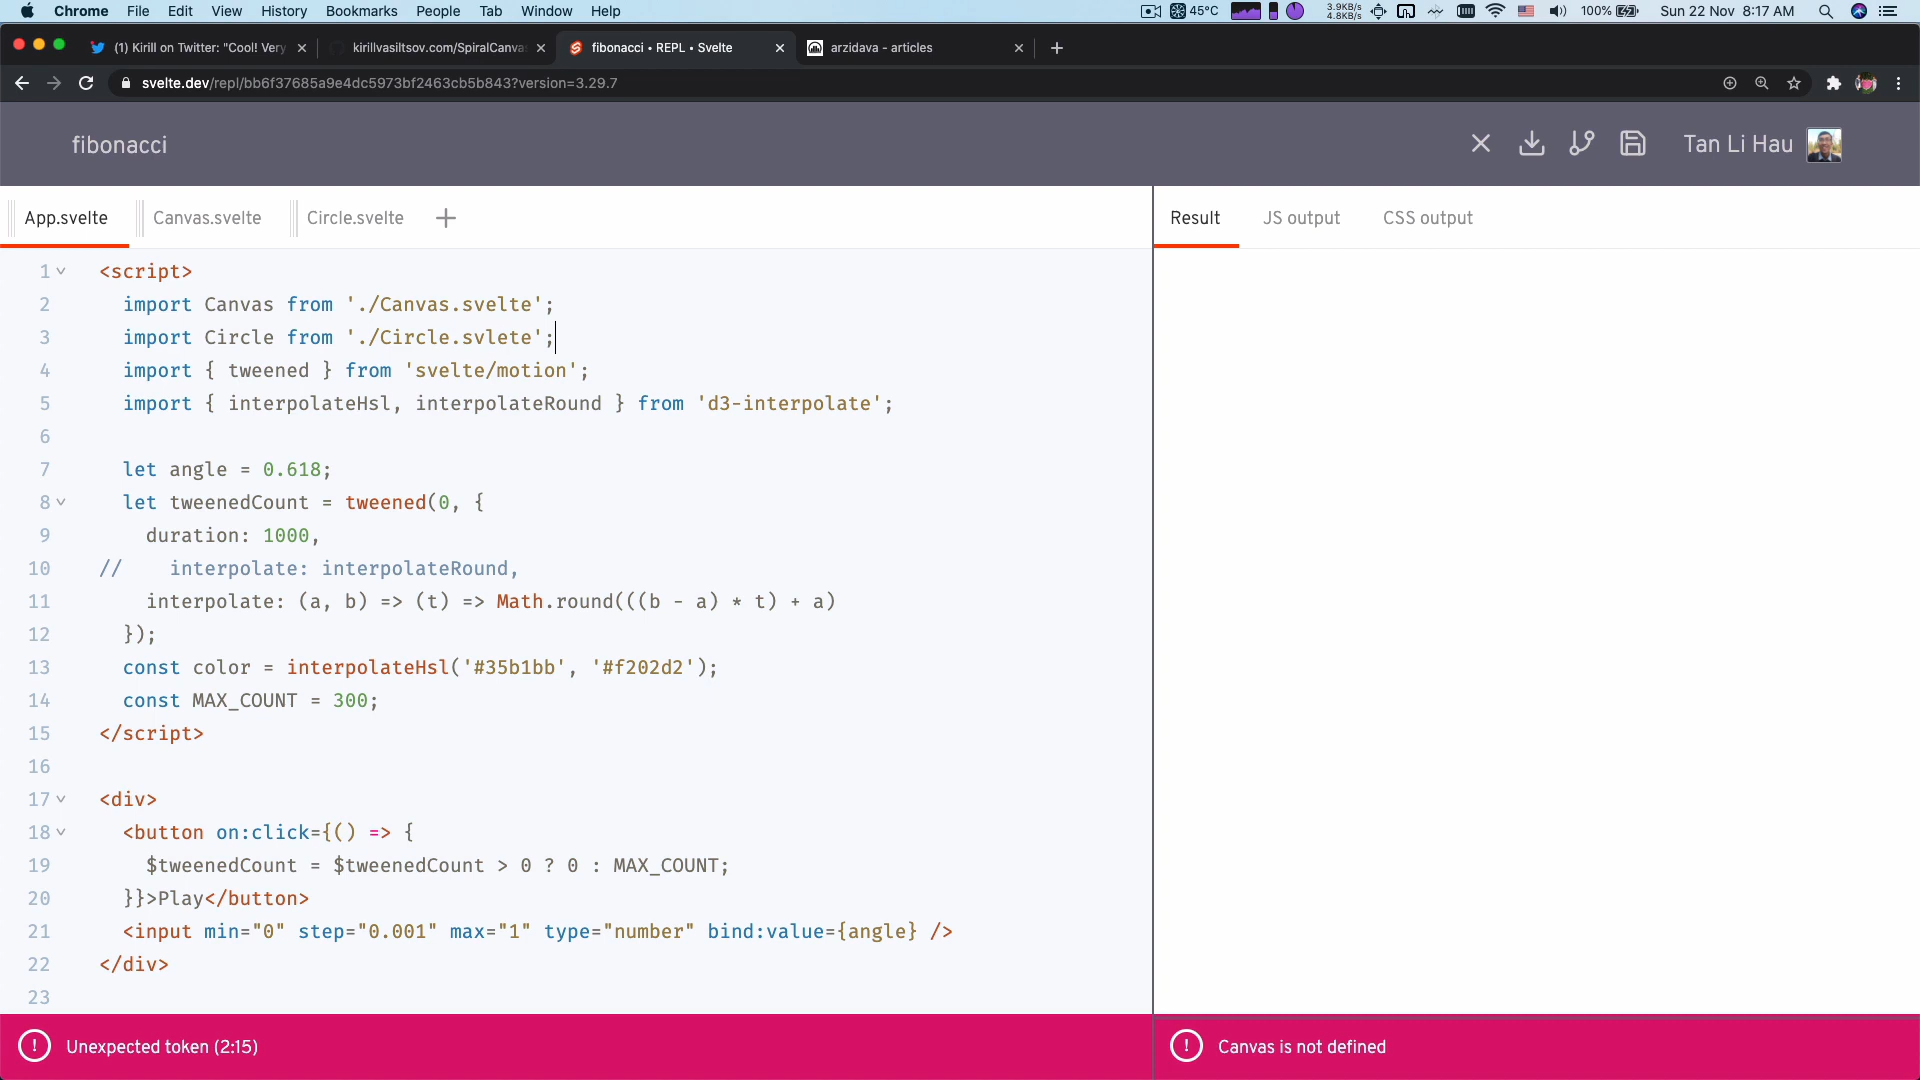 Chrome File Edit View History Bookmarks People Tab Window Help 45°C 3.9KB/s 4.8KB/s 100% Sun 22 Nov 8:17 AM
(1) Kirill on Twitter: "Cool! Very kirillvasiltsov.com/SpiralCanva fibonacci • REPL • Svelte arzidava - articles
svelte.dev/repl/bb6f37685a9e4dc5973bf2463cb5b843?version=3.29.7
fibonacci Tan Li Hau
App.svelte Canvas.svelte Circle.svelte + Result JS output CSS output
1 <script>
2 import Canvas from './Canvas.svelte';
3 import Circle from './Circle.svlete';
4 import { tweened } from 'svelte/motion';
5 import { interpolateHsl, interpolateRound } from 'd3-interpolate';
6
7 let angle = 0.618;
8 let tweenedCount = tweened(0, {
9 duration: 1000,
10 // interpolate: interpolateRound,
11 interpolate: (a, b) => (t) => Math.round(((b - a) * t) + a)
12 });
13 const color = interpolateHsl('#35b1bb', '#f202d2');
14 const MAX_COUNT = 300;
15 </script>
16
17 <div>
18 <button on:click={() => {
19 $tweenedCount = $tweenedCount > 0 ? 0 : MAX_COUNT;
20 }}>Play</button>
21 <input min="0" step="0.001" max="1" type="number" bind:value={angle} />
22 </div>
23
! Unexpected token (2:15)
! Canvas is not defined